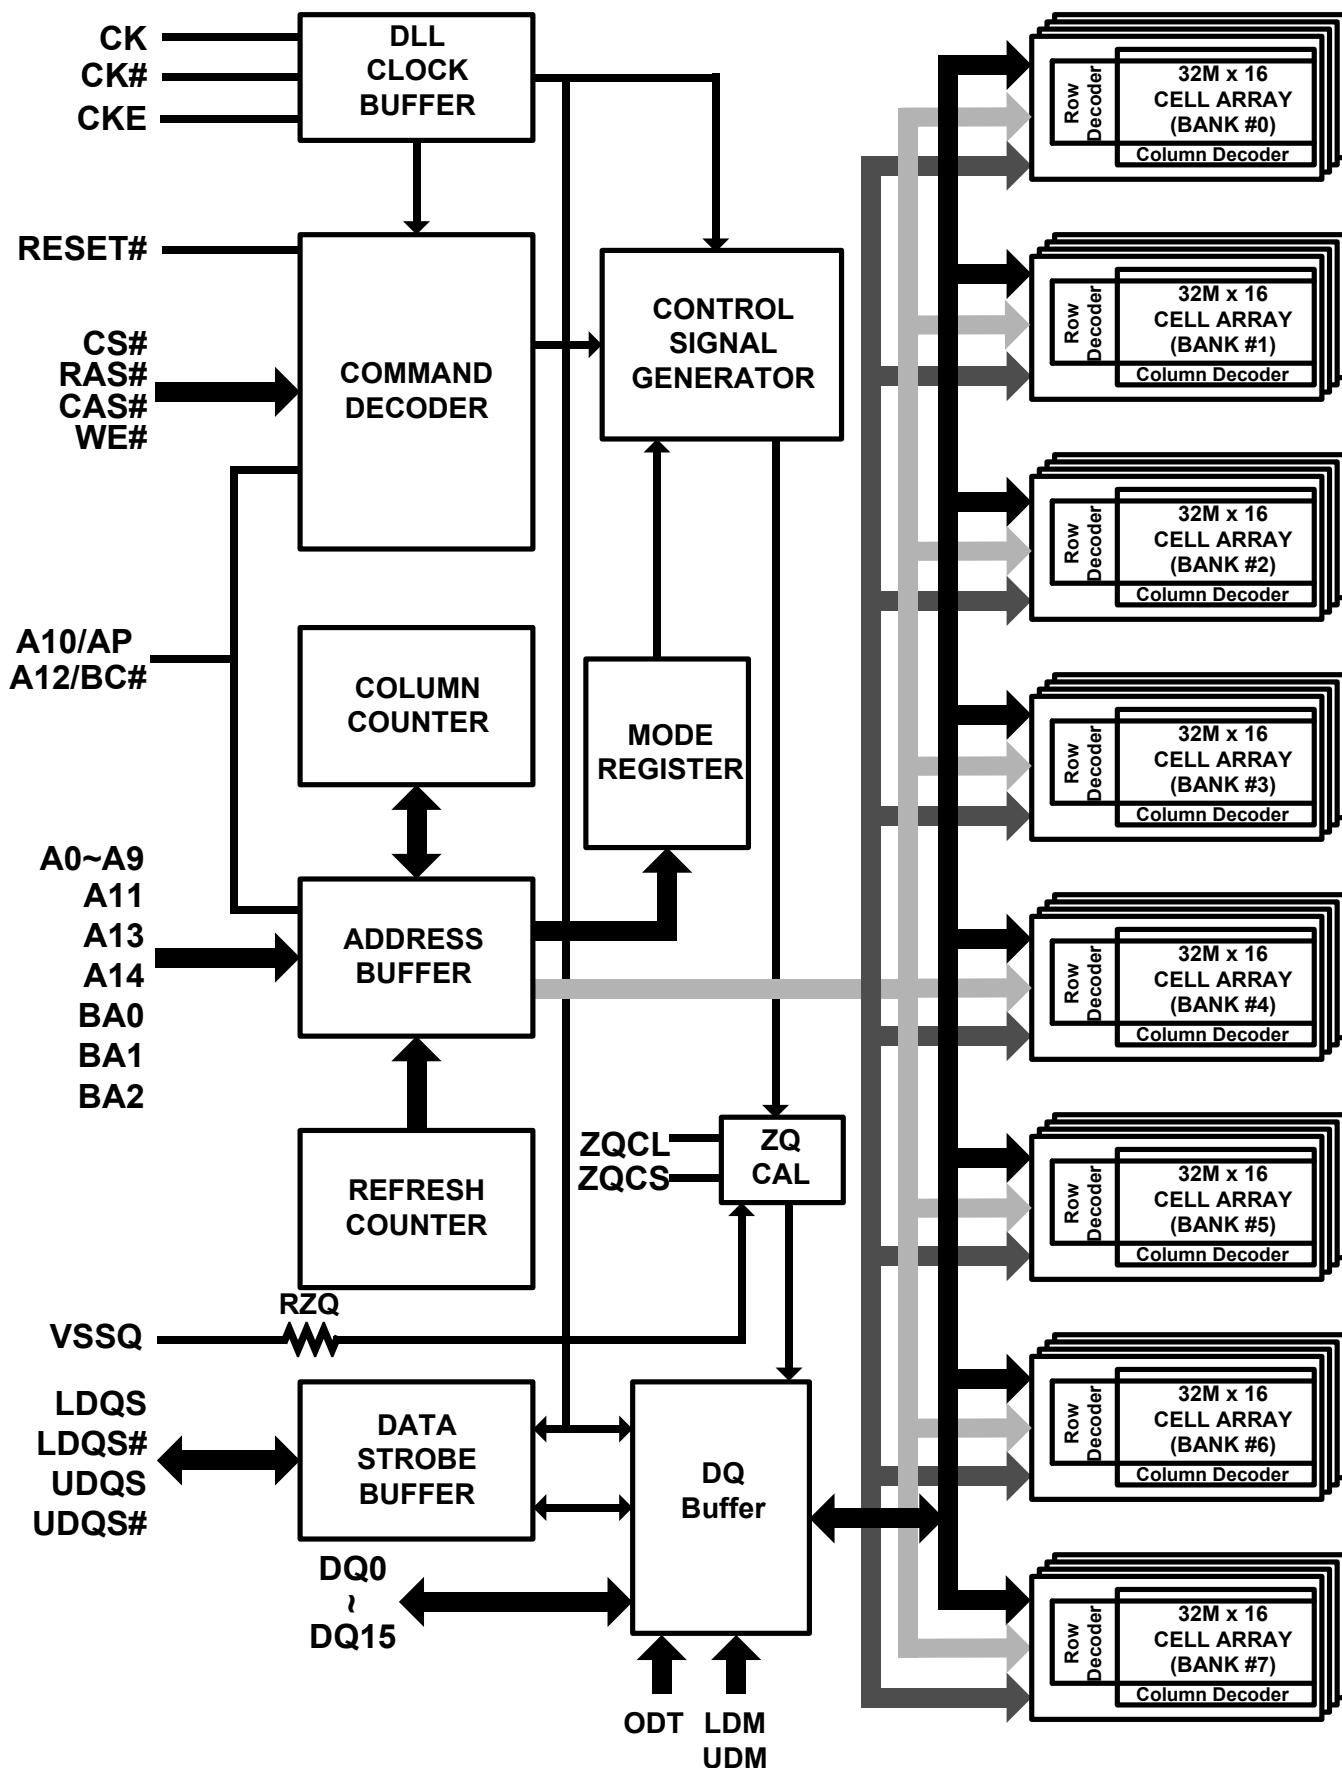 CK
CK#
CKE
DLL
CLOCK
BUFFER
RESET#
CS#
RAS#
CAS#
WE#
COMMAND
DECODER
CONTROL
SIGNAL
GENERATOR
A10/AP
A12/BC#
COLUMN
COUNTER
MODE
REGISTER
A0~A9
A11
A13
A14
BA0
BA1
BA2
ADDRESS
BUFFER
REFRESH
COUNTER
ZQCL
ZQCS
ZQ
CAL
RZQ
VSSQ
LDQS
LDQS#
UDQS
UDQS#
DATA
STROBE
BUFFER
DQ
Buffer
DQ0
~
DQ15
ODT
LDM
UDM
Row
Decoder
32M x 16
CELL ARRAY
(BANK #0)
Column Decoder
Row
Decoder
32M x 16
CELL ARRAY
(BANK #1)
Column Decoder
Row
Decoder
32M x 16
CELL ARRAY
(BANK #2)
Column Decoder
Row
Decoder
32M x 16
CELL ARRAY
(BANK #3)
Column Decoder
Row
Decoder
32M x 16
CELL ARRAY
(BANK #4)
Column Decoder
Row
Decoder
32M x 16
CELL ARRAY
(BANK #5)
Column Decoder
Row
Decoder
32M x 16
CELL ARRAY
(BANK #6)
Column Decoder
Row
Decoder
32M x 16
CELL ARRAY
(BANK #7)
Column Decoder